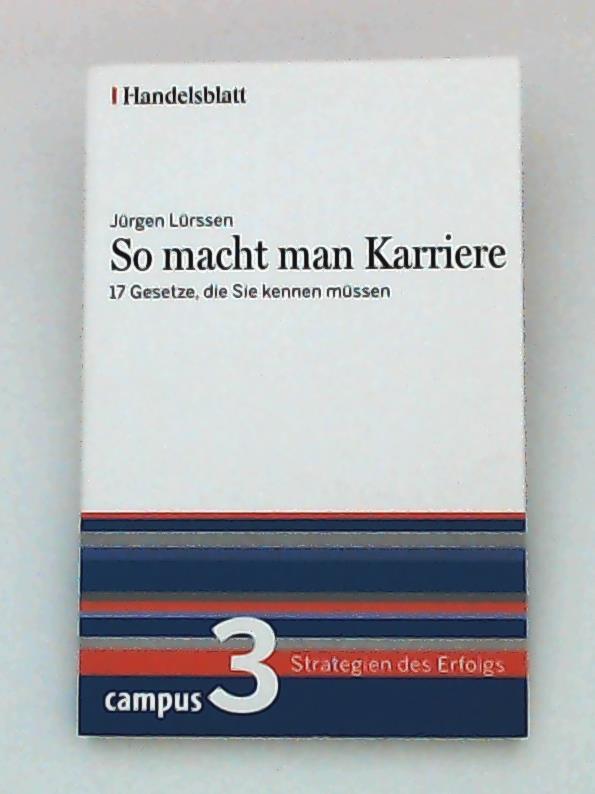 Handelsblatt
Jürgen Lürssen
So macht man Karriere
17 Gesetze, die Sie kennen müssen
Strategien des Erfolgs
campus 3